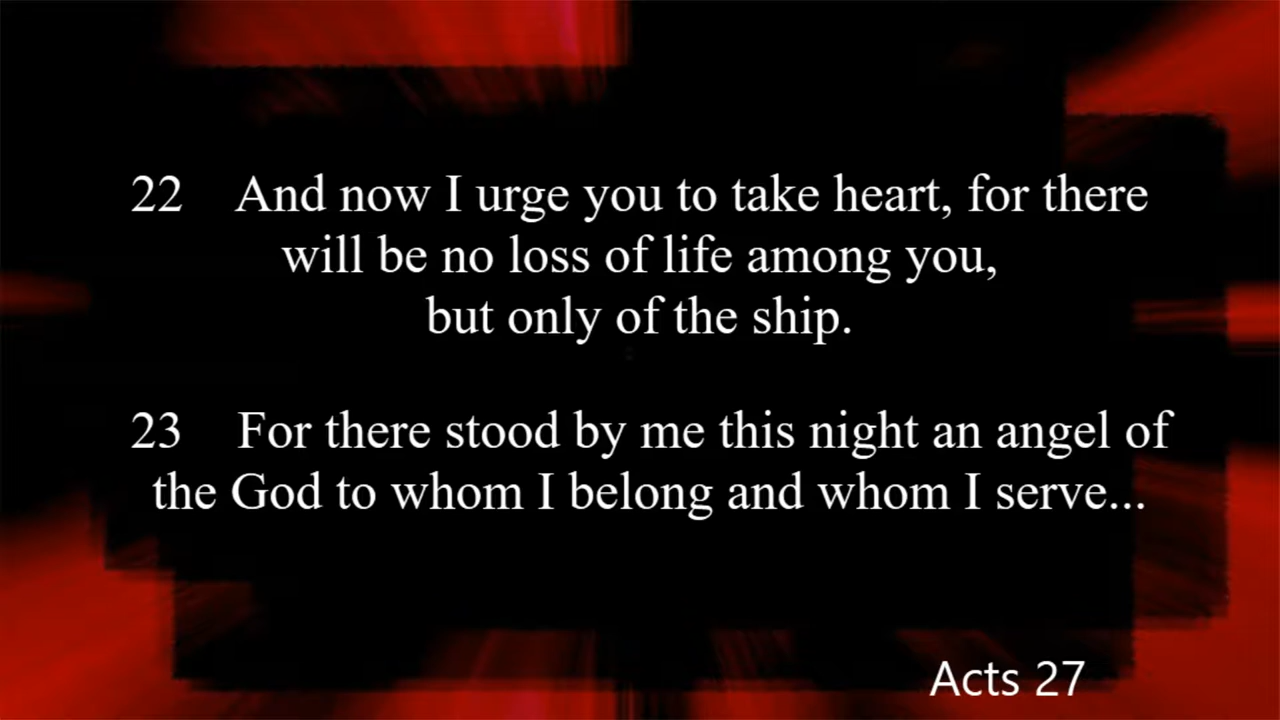 22 And now I urge you to take heart, for there
will be no loss of life among you,
but only of the ship.
23 For there stood by me this night an angel of
the God to whom I belong and whom I serve...
Acts 27